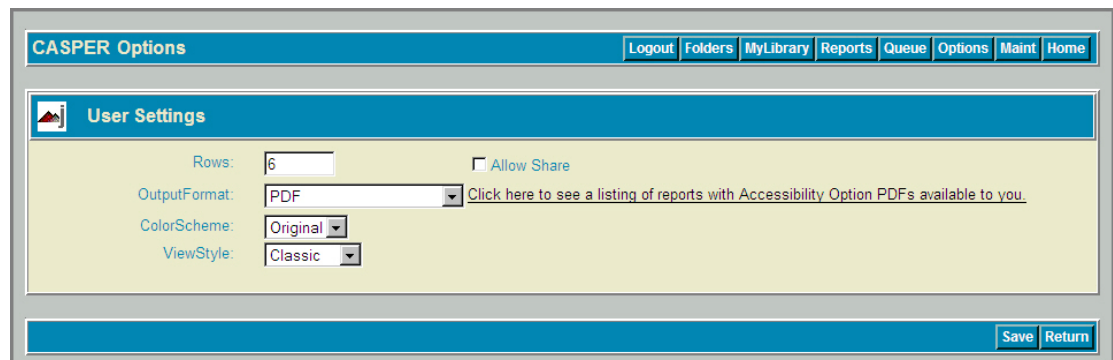 CASPER Options Logout Folders MyLibrary Reports Queue Options Maint Home
j User Settings
Rows: 6 Allow Share
OutputFormat: PDF Click here to see a listing of reports with Accessibility Option PDFs available to you.
ColorScheme: Original
ViewStyle: Classic
Save Return